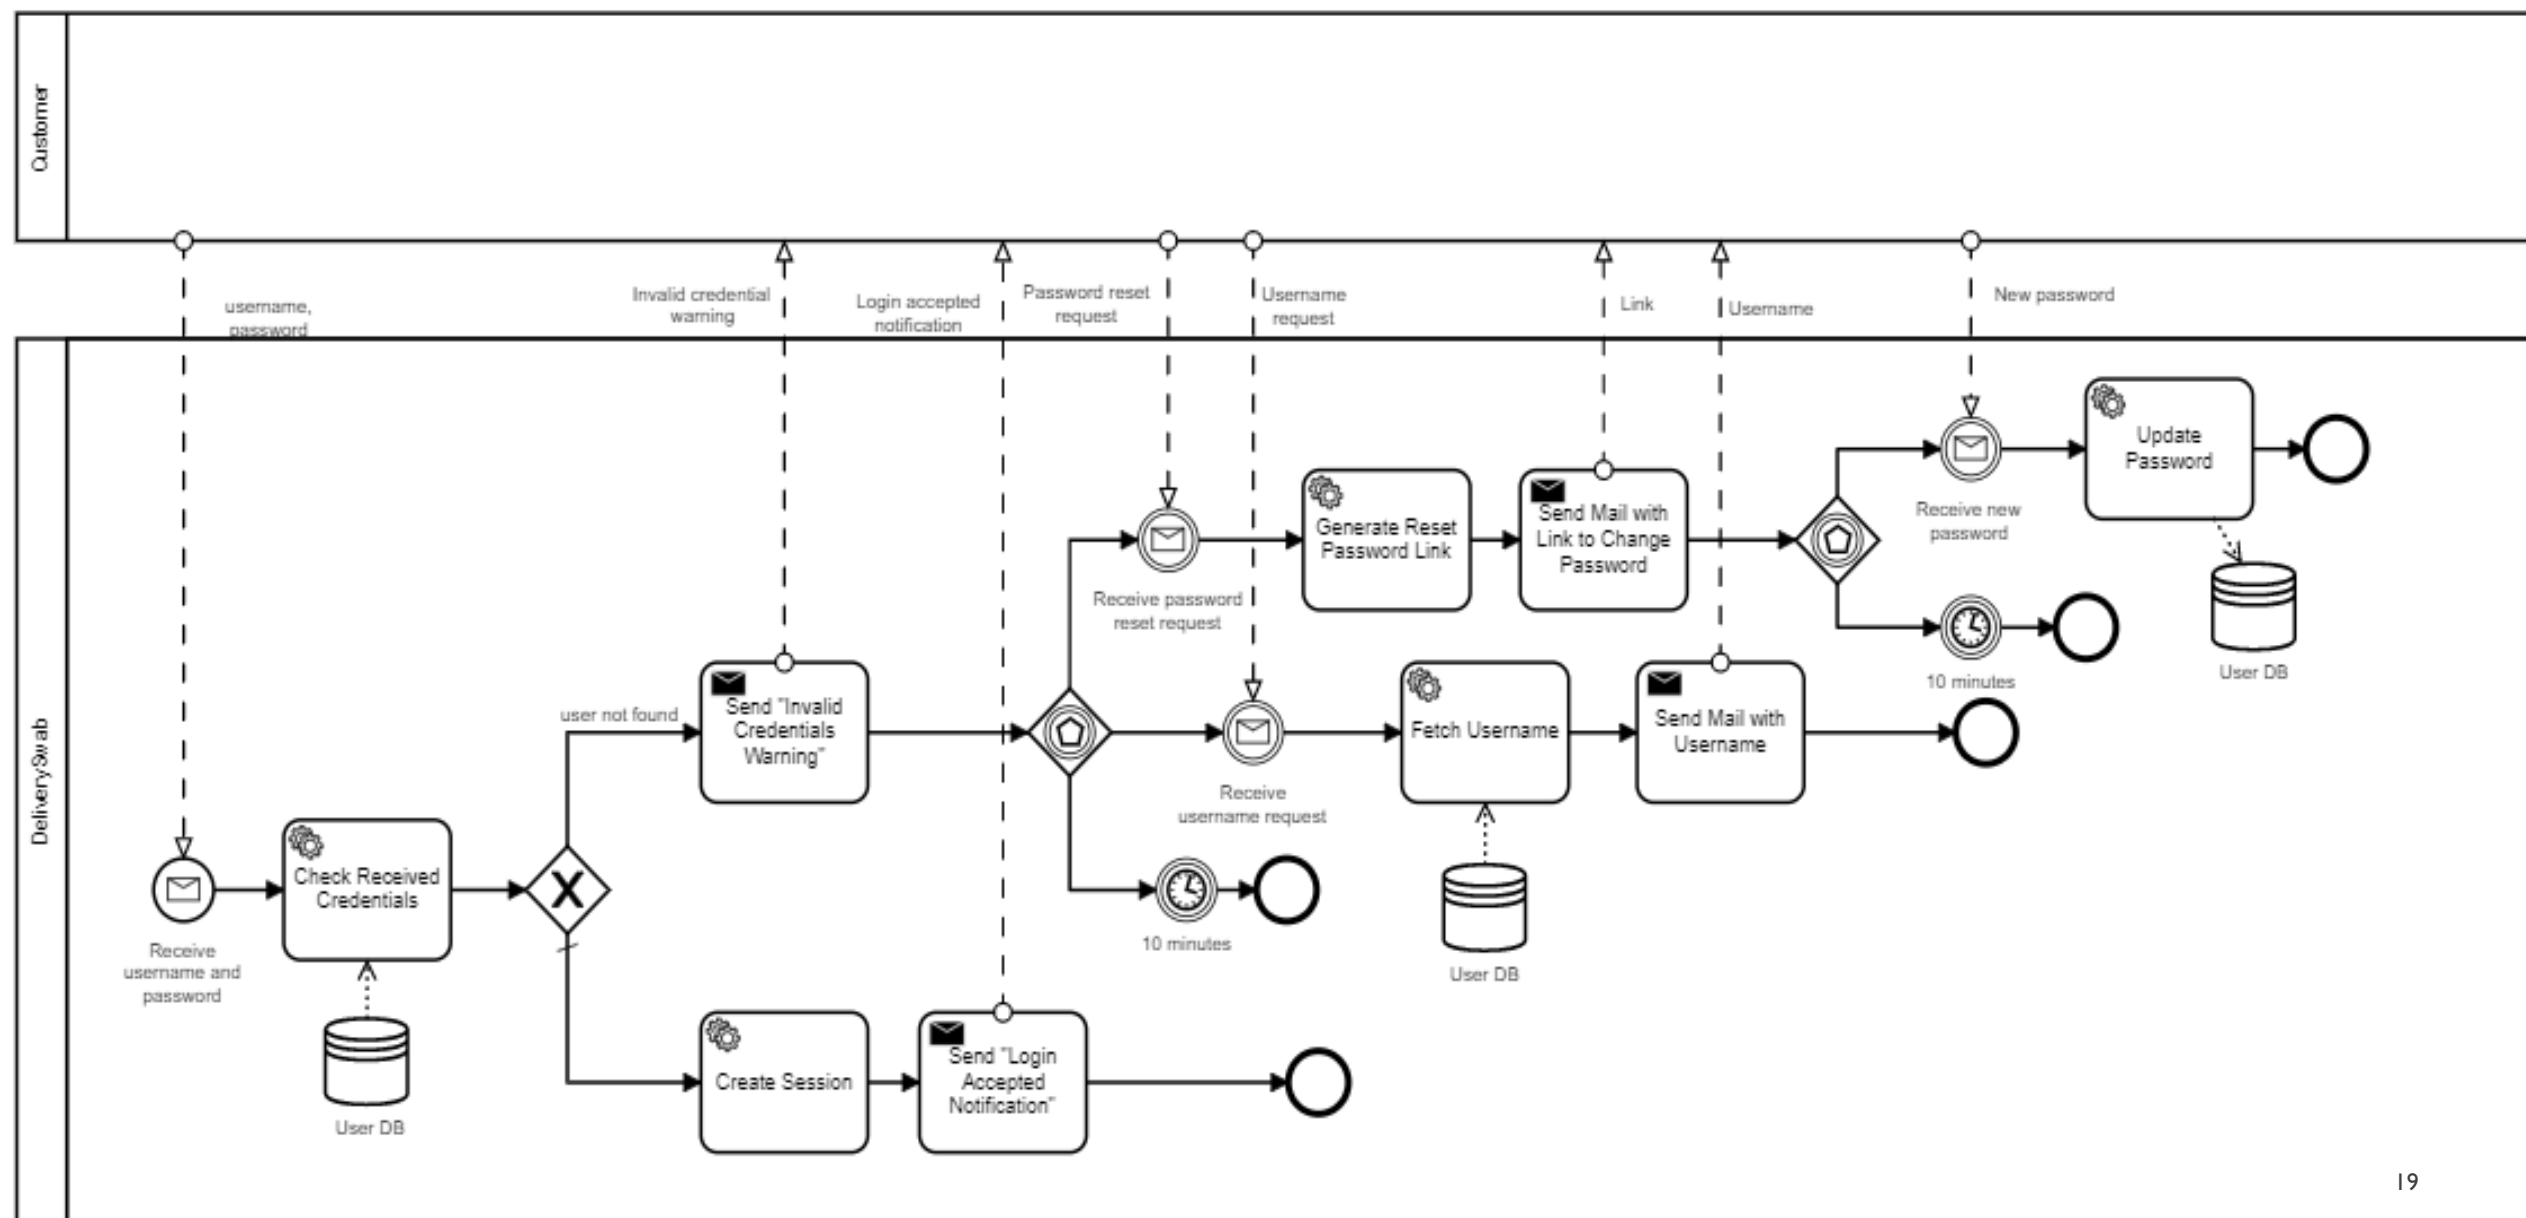 Customer
username,
password
Invalid credential
warning
Login accepted
notification
Password reset
request
Username
request
Link
Username
New password
DeliverySwab
Update
Password
Receive new
password
Generate Reset
Password Link
Send Mail with
Link to Change
Password
Receive password
reset request
User DB
10 minutes
user not found
Send "Invalid
Credentials
Warning"
Fetch Username
Send Mail with
Username
Receive
username request
Check Received
Credentials
Receive
username and
password
10 minutes
User DB
Create Session
Send "Login
Accepted
Notification"
User DB
19